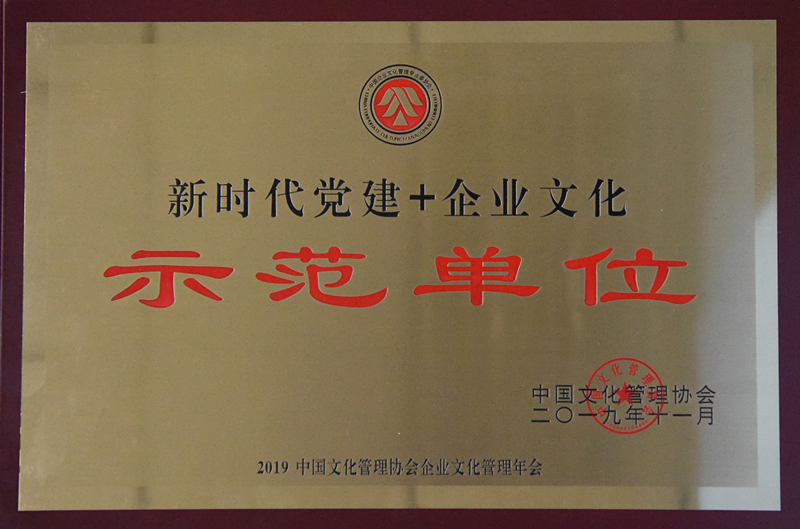 新时代党建+企业文化
示范单位
中国文化管理协会
二〇一九年十一月
2019 中国文化管理协会企业文化管理年会